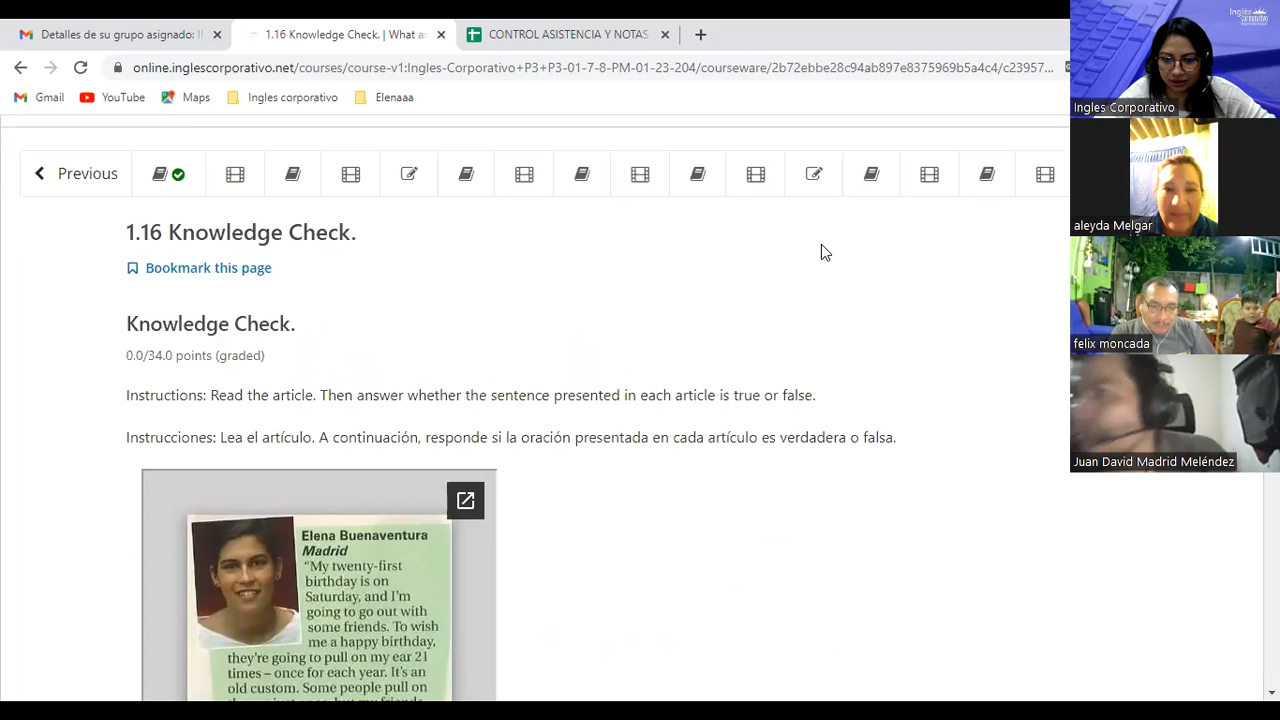 Detalles de su grupo asignado: I
1.16 Knowledge Check. | What a
CONTROL ASISTENCIA Y NOTAS
online.inglescorporativo.net/courses/course-v1:Ingles-Corporativo+P3+P3-01-7-8-PM-01-23-204/courseware/2b72ebbe28c94ab897ea575969b5a4c4/c23957...
Gmail
YouTube
Maps
Ingles corporativo
Elenaaa
Previous
1.16 Knowledge Check.
Bookmark this page
Knowledge Check.
0.0/34.0 points (graded)
Instructions: Read the article. Then answer whether the sentence presented in each article is true or false.
Instrucciones: Lea el artículo. A continuación, responde si la oración presentada en cada artículo es verdadera o falsa.
Elena Buenaventura
Madrid
"My twenty-first
birthday is on
Saturday, and I'm
going to go out with
some friends. To wish
me a happy birthday,
they're going to pull on my ear 21
times – once for each year. It's an
old custom. Some people pull on
Ingles
CORPORATIVO
Ingles Corporativo
aleyda Melgar
felix moncada
Juan David Madrid Meléndez